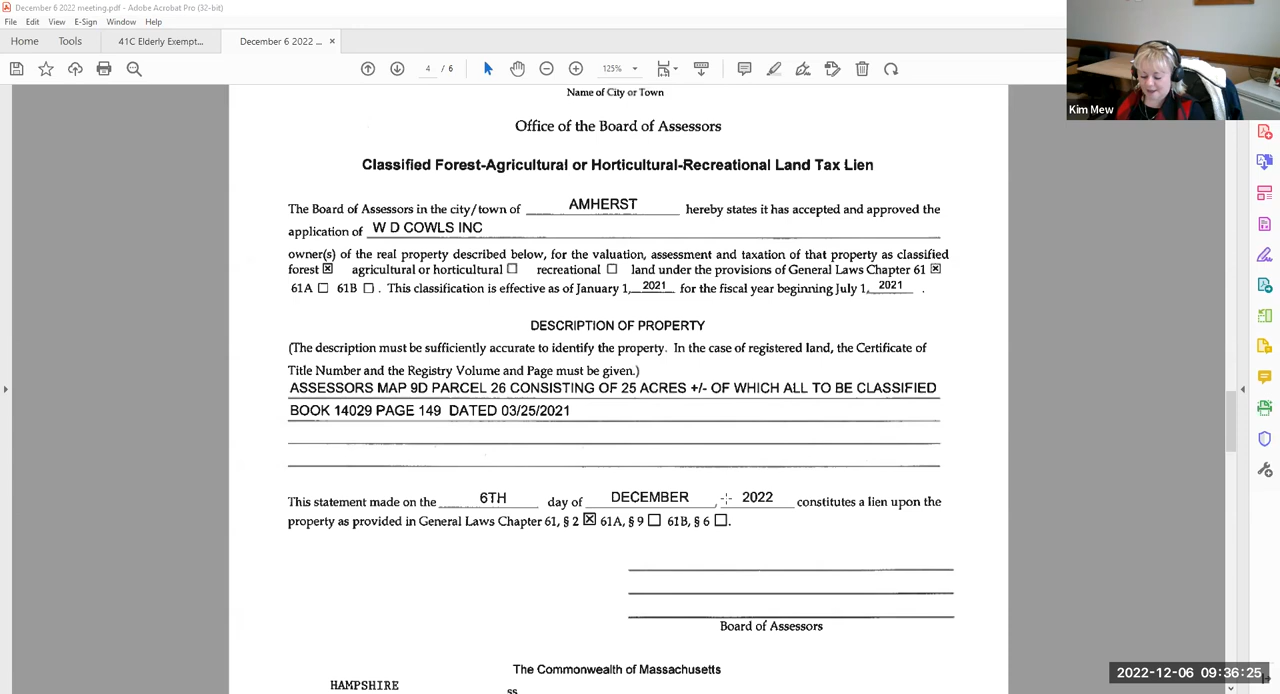 December 6 2022 meeting.pdf - Adobe Acrobat Pro (32-bit)
File Edit View E-Sign Window Help
Home Tools 41C Elderly Exempt... December 6 2022 ... ×
4 / 6 125%
Kim Mew
Name of City or Town
Office of the Board of Assessors
Classified Forest-Agricultural or Horticultural-Recreational Land Tax Lien
The Board of Assessors in the city/town of AMHERST hereby states it has accepted and approved the
application of W D COWLS INC
owner(s) of the real property described below, for the valuation, assessment and taxation of that property as classified
forest ☒ agricultural or horticultural ☐ recreational ☐ land under the provisions of General Laws Chapter 61 ☒
61A ☐ 61B ☐ . This classification is effective as of January 1, 2021 for the fiscal year beginning July 1, 2021 .
DESCRIPTION OF PROPERTY
(The description must be sufficiently accurate to identify the property. In the case of registered land, the Certificate of
Title Number and the Registry Volume and Page must be given.)
ASSESSORS MAP 9D PARCEL 26 CONSISTING OF 25 ACRES +/- OF WHICH ALL TO BE CLASSIFIED
BOOK 14029 PAGE 149 DATED 03/25/2021
This statement made on the 6TH day of DECEMBER , 2022 constitutes a lien upon the
property as provided in General Laws Chapter 61, § 2 ☒ 61A, § 9 ☐ 61B, § 6 ☐.
Board of Assessors
The Commonwealth of Massachusetts
HAMPSHIRE ss
2022-12-06 09:36:25